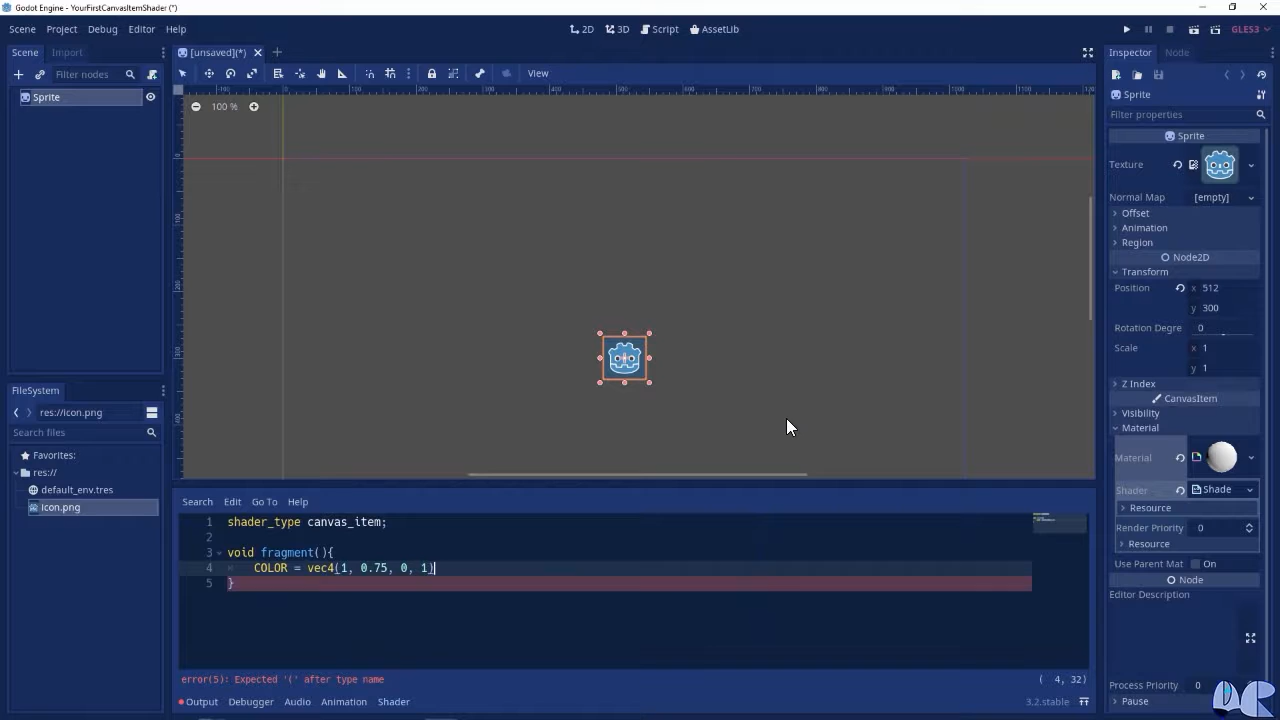 Godot Engine - YourFirstCanvasItemShader (*)
Scene Project Debug Editor Help
2D 3D Script AssetLib
GLES3
Scene Import
[unsaved](*)
Inspector Node
Filter nodes
View
Sprite
Sprite
100 %
Filter properties
Sprite
Texture
Normal Map [empty]
Offset
Animation
Region
Node2D
Transform
Position x 512
y 300
Rotation Degre 0
Scale x 1
y 1
Z Index
CanvasItem
Visibility
Material
Material
Shader Shade
Resource
Render Priority 0
Resource
Use Parent Mat On
Node
Editor Description
Process Priority 0
Pause
FileSystem
res://icon.png
Search files
Favorites:
res://
default_env.tres
icon.png
Search Edit Go To Help
1 shader_type canvas_item;
2
3 void fragment(){
4 COLOR = vec4(1, 0.75, 0, 1)
5 }
error(5): Expected '(' after type name
( 4, 32)
Output Debugger Audio Animation Shader
3.2.stable